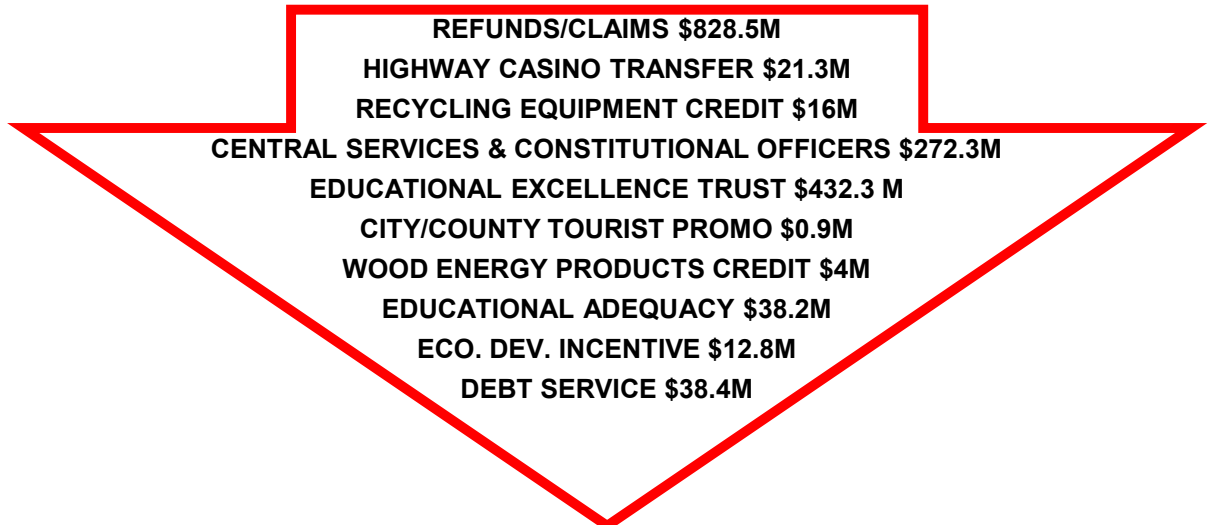 REFUNDS/CLAIMS $828.5M
HIGHWAY CASINO TRANSFER $21.3M
RECYCLING EQUIPMENT CREDIT $16M
CENTRAL SERVICES & CONSTITUTIONAL OFFICERS $272.3M
EDUCATIONAL EXCELLENCE TRUST $432.3 M
CITY/COUNTY TOURIST PROMO $0.9M
WOOD ENERGY PRODUCTS CREDIT $4M
EDUCATIONAL ADEQUACY $38.2M
ECO. DEV. INCENTIVE $12.8M
DEBT SERVICE $38.4M